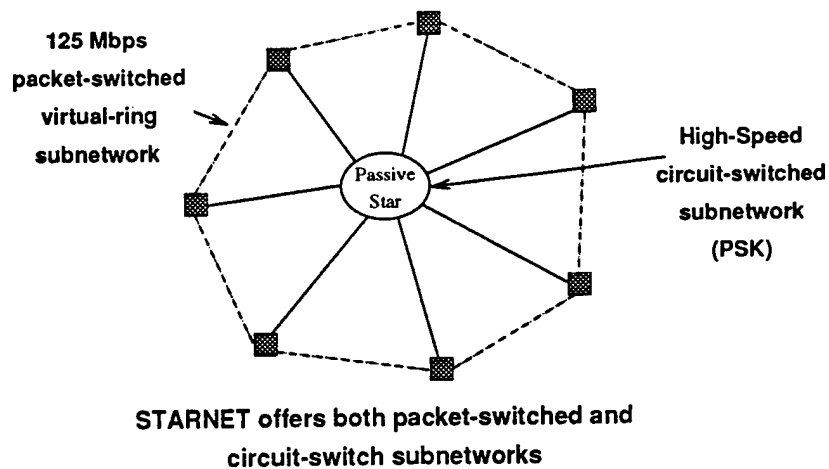 125 Mbps
packet-switched
virtual-ring
subnetwork
Passive
Star
High-Speed
circuit-switched
subnetwork
(PSK)
STARNET offers both packet-switched and
circuit-switch subnetworks